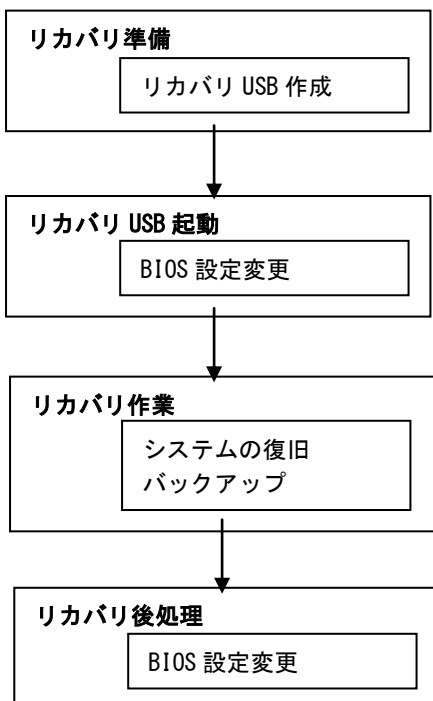 リカバリ準備
リカバリ USB 作成
リカバリ USB 起動
BIOS 設定変更
リカバリ作業
システムの復旧
バックアップ
リカバリ後処理
BIOS 設定変更